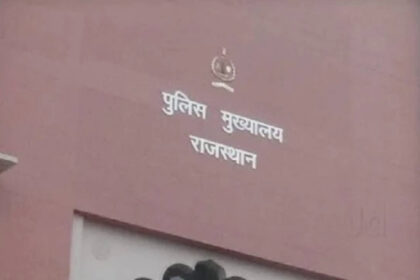 पुलिस मुख्यालय
राजस्थान